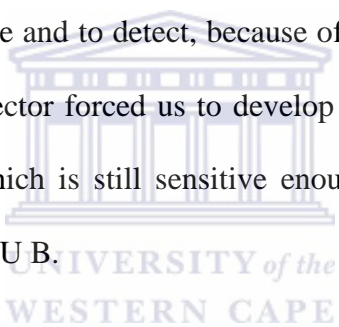 e and to detect, because of
ector forced us to develop
hich is still sensitive enou
U B.
UNIVERSITY of the
WESTERN CAPE